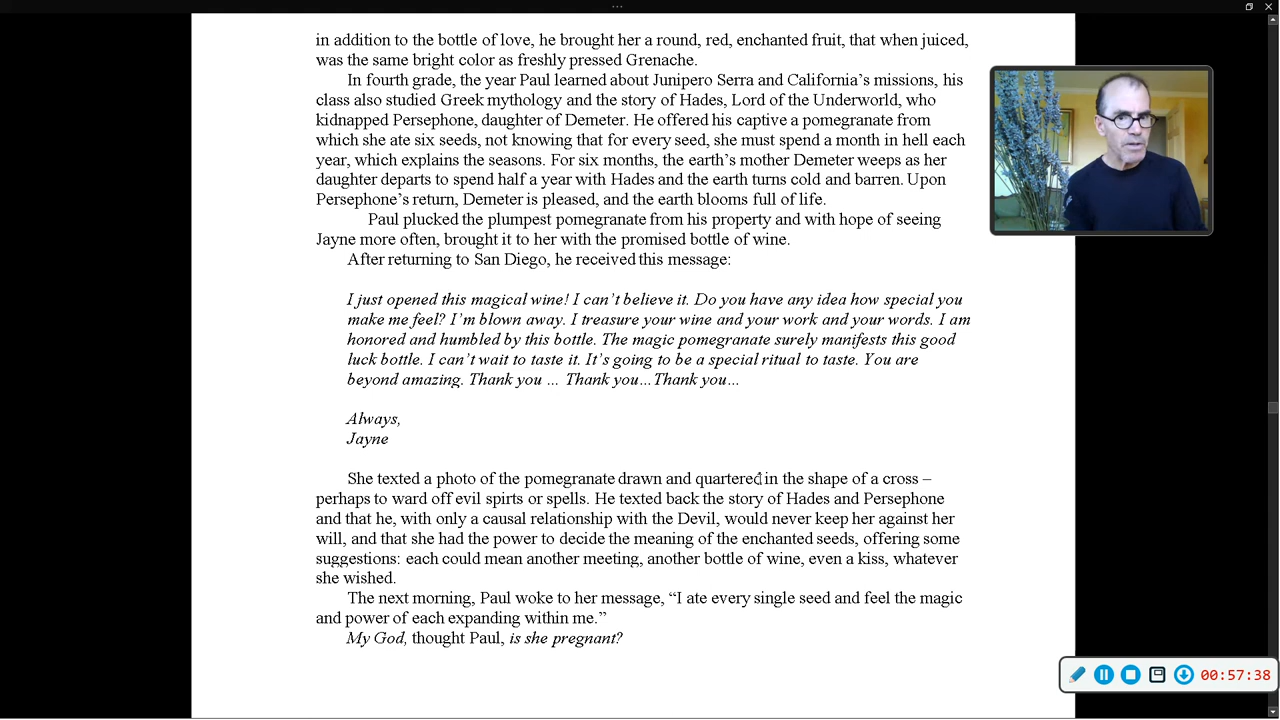 in addition to the bottle of love, he brought her a round, red, enchanted fruit, that when juiced,
was the same bright color as freshly pressed Grenache.
In fourth grade, the year Paul learned about Junipero Serra and California’s missions, his
class also studied Greek mythology and the story of Hades, Lord of the Underworld, who
kidnapped Persephone, daughter of Demeter. He offered his captive a pomegranate from
which she ate six seeds, not knowing that for every seed, she must spend a month in hell each
year, which explains the seasons. For six months, the earth’s mother Demeter weeps as her
daughter departs to spend half a year with Hades and the earth turns cold and barren. Upon
Persephone’s return, Demeter is pleased, and the earth blooms full of life.
Paul plucked the plumpest pomegranate from his property and with hope of seeing
Jayne more often, brought it to her with the promised bottle of wine.
After returning to San Diego, he received this message:
I just opened this magical wine! I can’t believe it. Do you have any idea how special you
make me feel? I’m blown away. I treasure your wine and your work and your words. I am
honored and humbled by this bottle. The magic pomegranate surely manifests this good
luck bottle. I can’t wait to taste it. It’s going to be a special ritual to taste. You are
beyond amazing. Thank you … Thank you…Thank you…
Always,
Jayne
She texted a photo of the pomegranate drawn and quartered in the shape of a cross –
perhaps to ward off evil spirts or spells. He texted back the story of Hades and Persephone
and that he, with only a causal relationship with the Devil, would never keep her against her
will, and that she had the power to decide the meaning of the enchanted seeds, offering some
suggestions: each could mean another meeting, another bottle of wine, even a kiss, whatever
she wished.
The next morning, Paul woke to her message, “I ate every single seed and feel the magic
and power of each expanding within me.”
My God, thought Paul, is she pregnant?
00:57:38